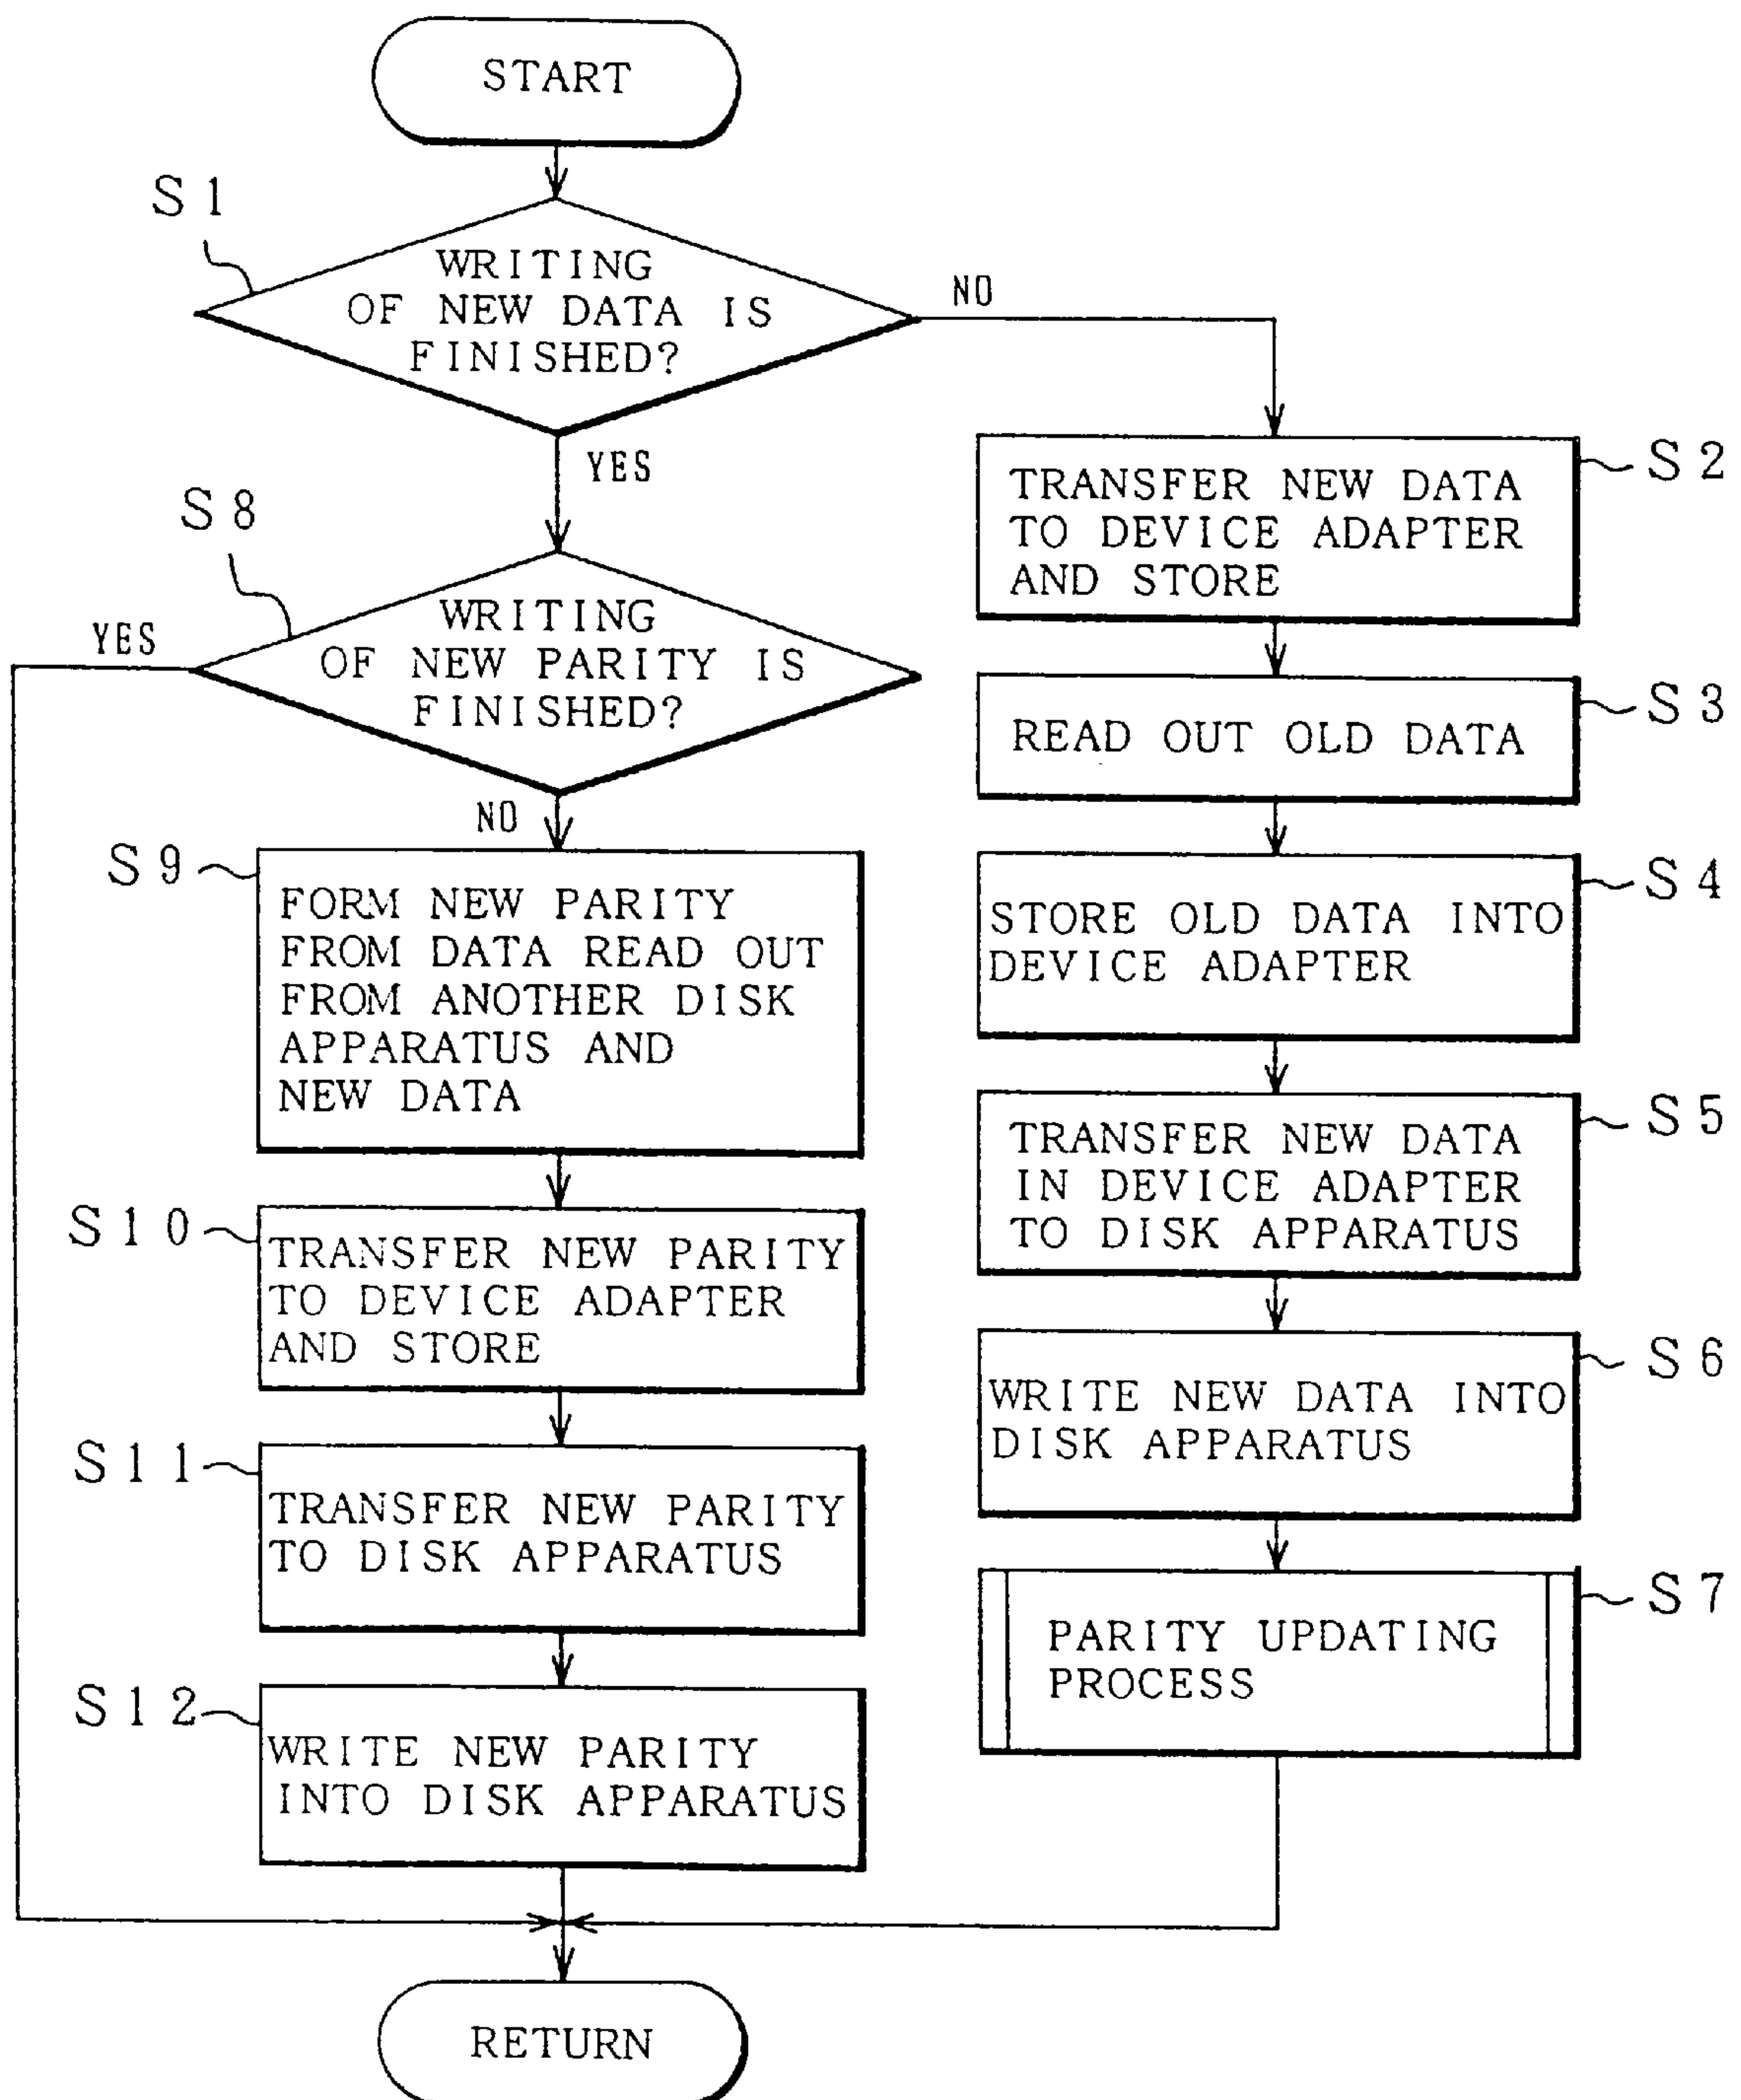 START
S1
WRITING
OF NEW DATA IS
FINISHED?
NO
YES
S2
TRANSFER NEW DATA
TO DEVICE ADAPTER
AND STORE
S8
WRITING
OF NEW PARITY IS
FINISHED?
YES
NO
S3
READ OUT OLD DATA
S4
STORE OLD DATA INTO
DEVICE ADAPTER
S9
FORM NEW PARITY
FROM DATA READ OUT
FROM ANOTHER DISK
APPARATUS AND
NEW DATA
S5
TRANSFER NEW DATA
IN DEVICE ADAPTER
TO DISK APPARATUS
S10
TRANSFER NEW PARITY
TO DEVICE ADAPTER
AND STORE
S6
WRITE NEW DATA INTO
DISK APPARATUS
S11
TRANSFER NEW PARITY
TO DISK APPARATUS
S7
PARITY UPDATING
PROCESS
S12
WRITE NEW PARITY
INTO DISK APPARATUS
RETURN